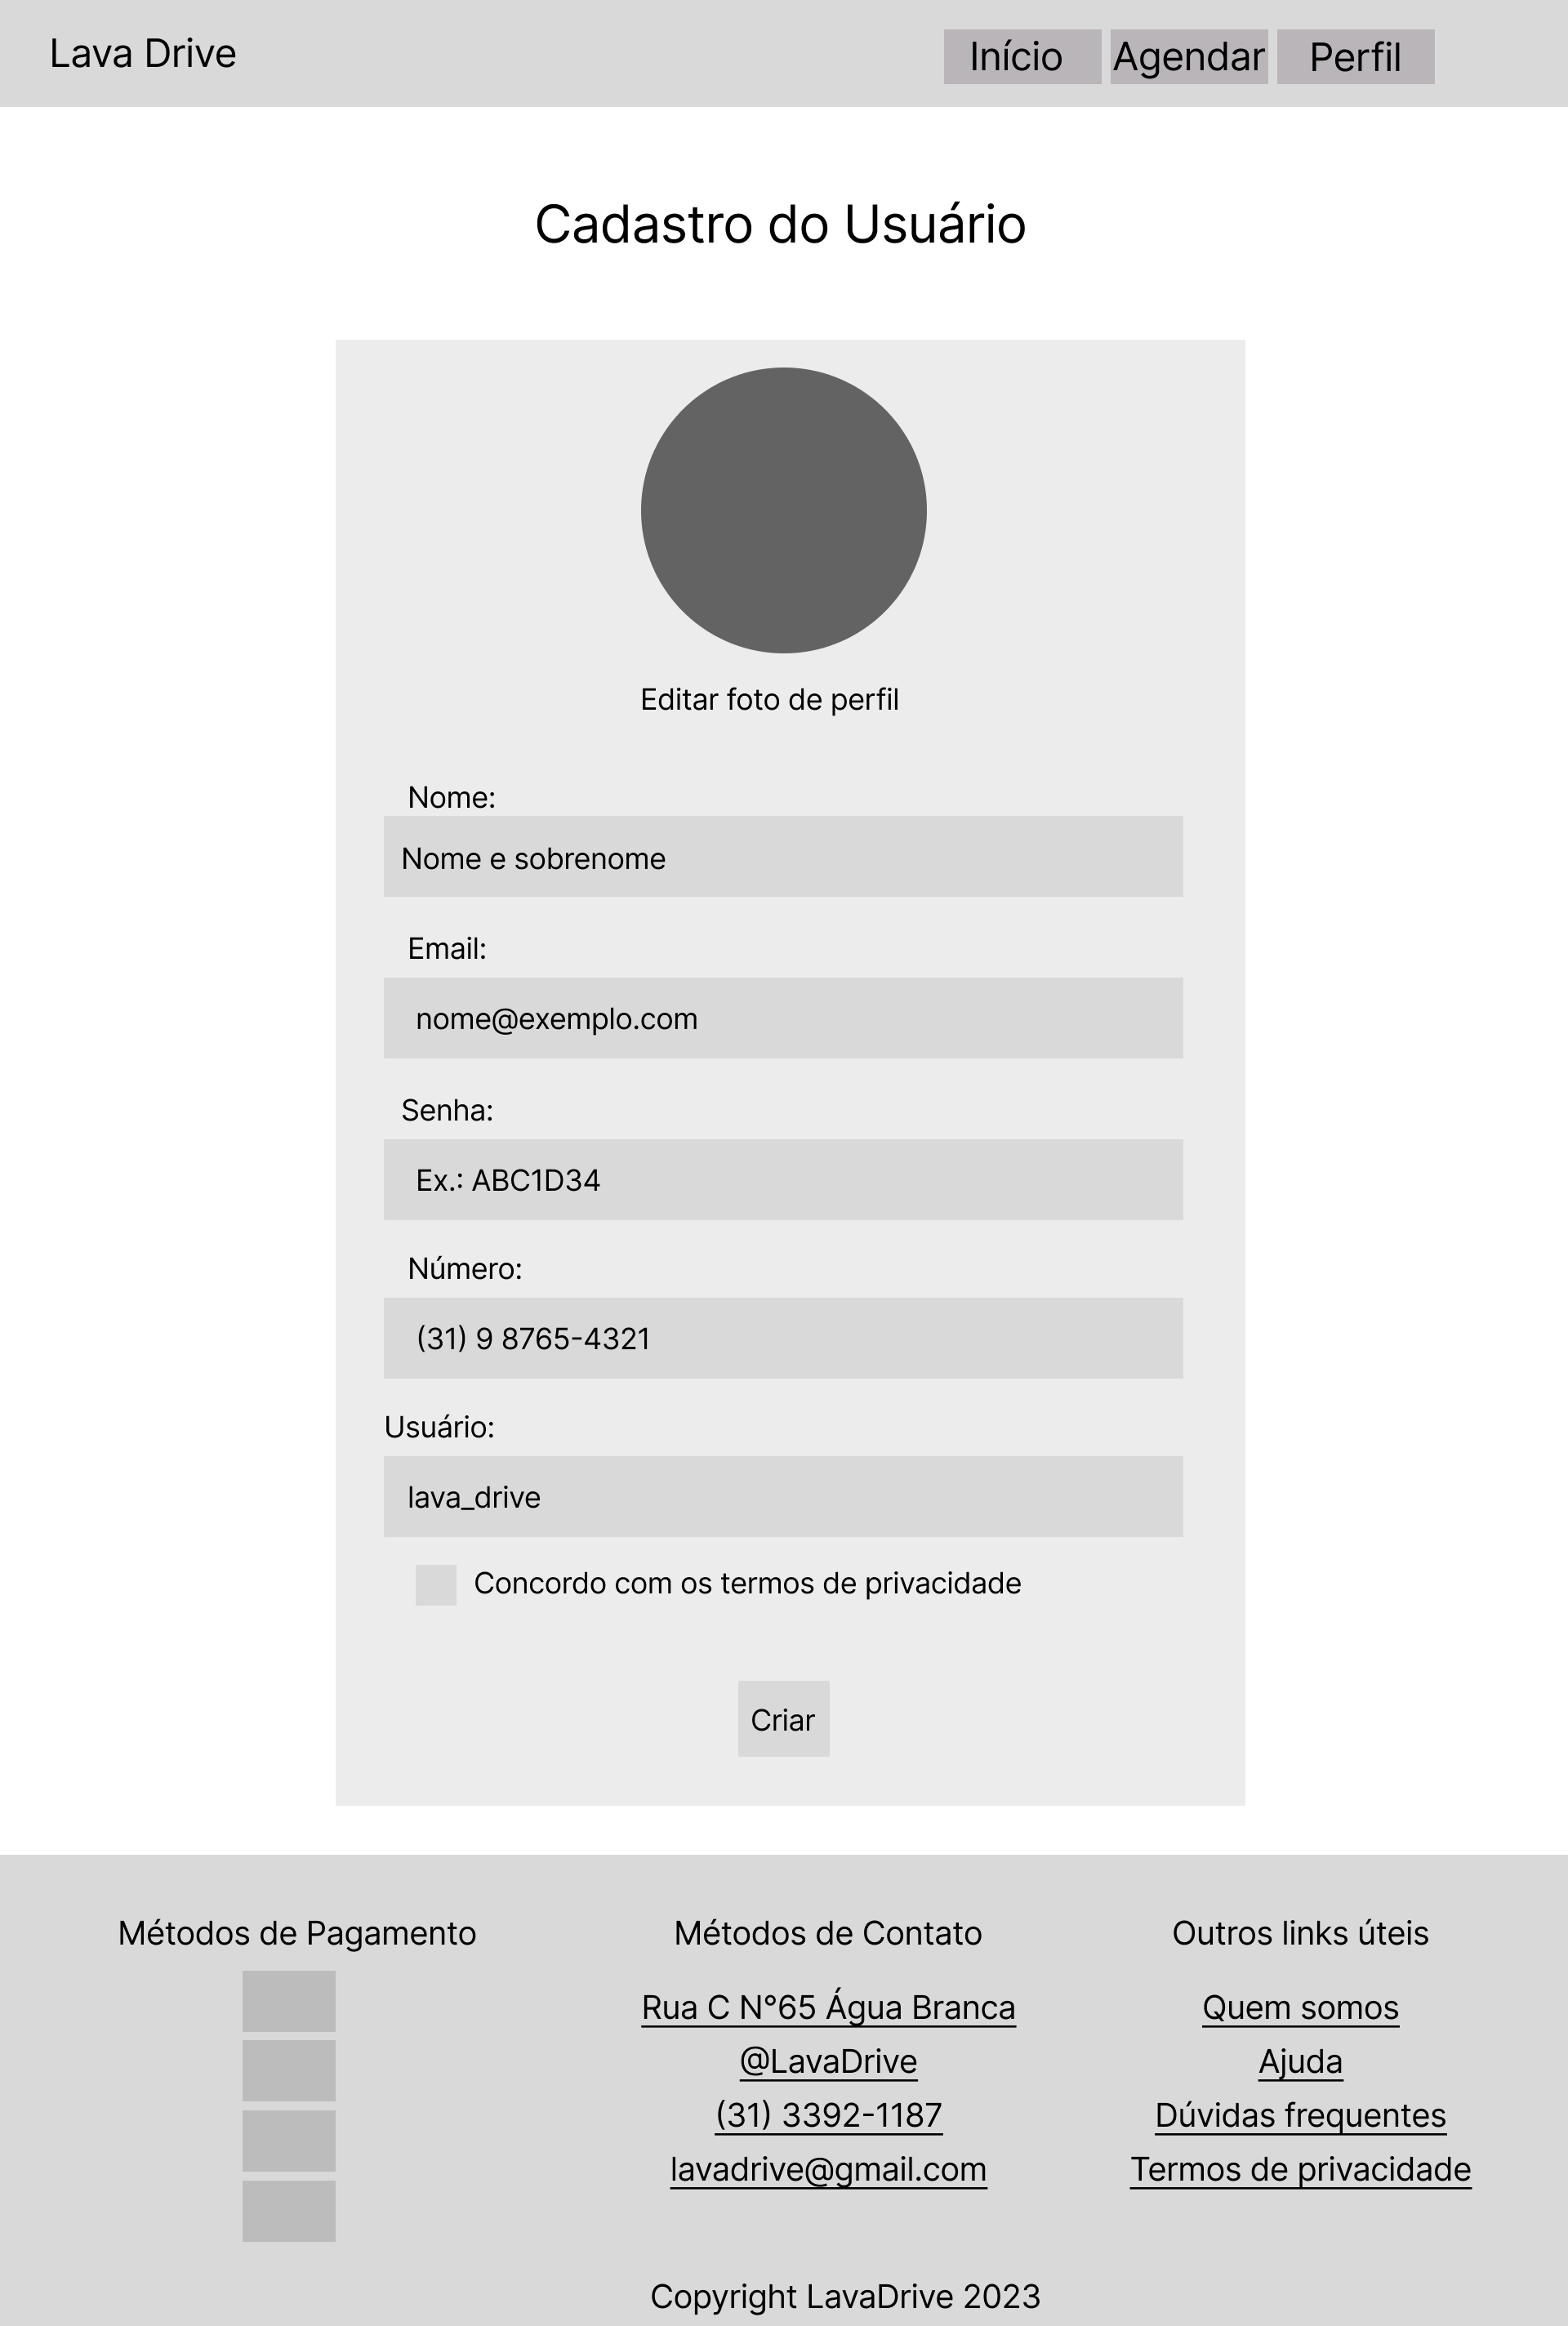 Lava Drive
Início
Agendar
Perfil
Cadastro do Usuário
Editar foto de perfil
Nome:
Nome e sobrenome
Email:
nome@exemplo.com
Senha:
Ex.: ABC1D34
Número:
(31) 9 8765-4321
Usuário:
lava_drive
Concordo com os termos de privacidade
Criar
Métodos de Pagamento
Métodos de Contato
Rua C N°65 Água Branca
@LavaDrive
(31) 3392-1187
lavadrive@gmail.com
Outros links úteis
Quem somos
Ajuda
Dúvidas frequentes
Termos de privacidade
Copyright LavaDrive 2023